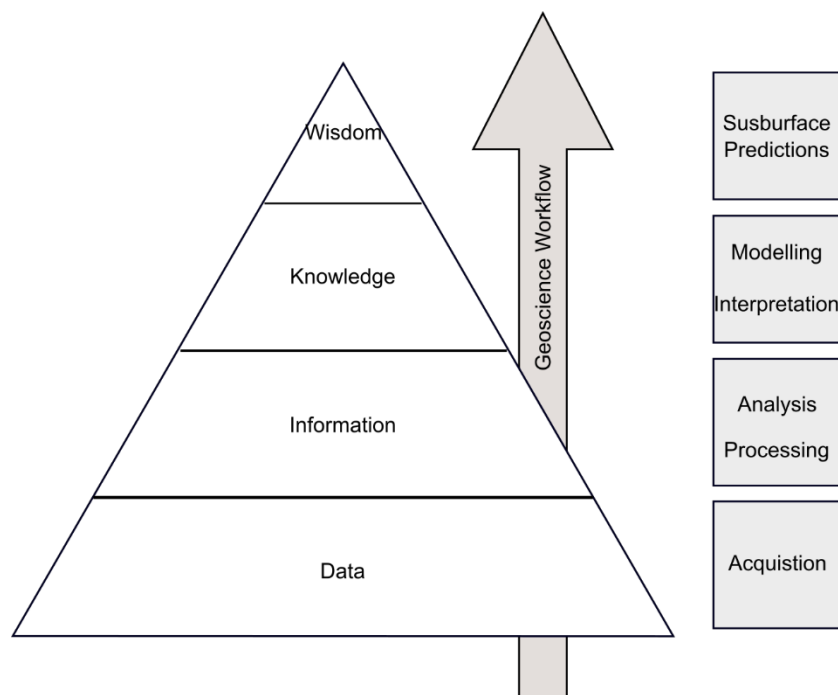 Wisdom
Knowledge
Information
Data
Geoscience Workflow
Susburface
Predictions
Modelling
Interpretation
Analysis
Processing
Acquistion